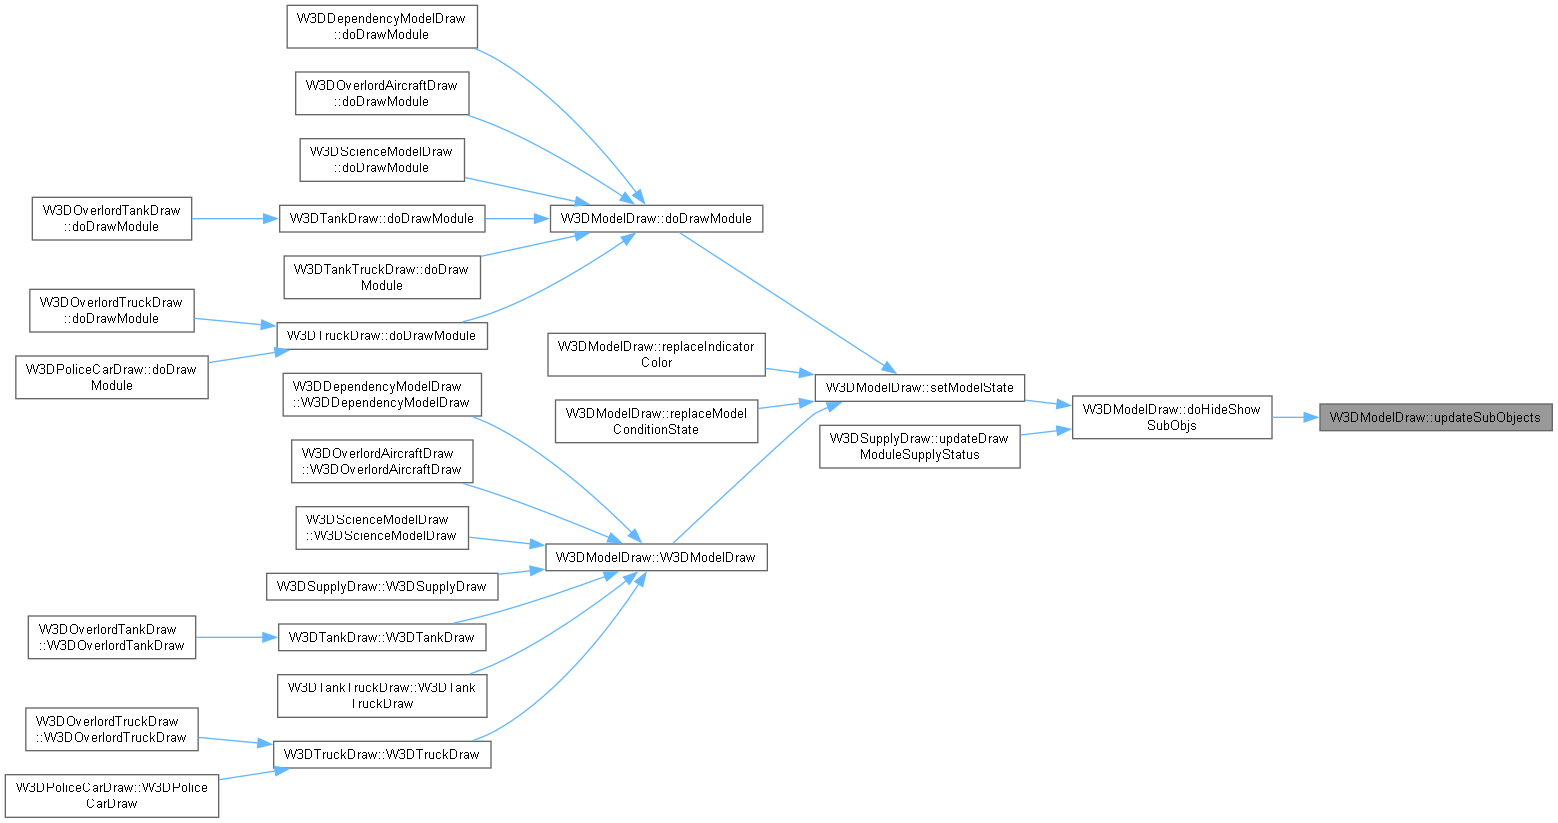 W3DDependencyModelDraw
::doDrawModule
W3DOverlordAircraftDraw
::doDrawModule
W3DScienceModelDraw
::doDrawModule
W3DOverlordTankDraw
::doDrawModule
W3DTankDraw::doDrawModule
W3DModelDraw::doDrawModule
W3DTankTruckDraw::doDraw
Module
W3DOverlordTruckDraw
::doDrawModule
W3DTruckDraw::doDrawModule
W3DPoliceCarDraw::doDraw
Module
W3DModelDraw::replaceIndicator
Color
W3DDependencyModelDraw
::W3DDependencyModelDraw
W3DModelDraw::setModelState
W3DModelDraw::replaceModel
ConditionState
W3DModelDraw::doHideShow
SubObjs
W3DModelDraw::updateSubObjects
W3DSupplyDraw::updateDraw
ModuleSupplyStatus
W3DOverlordAircraftDraw
::W3DOverlordAircraftDraw
W3DScienceModelDraw
::W3DScienceModelDraw
W3DModelDraw::W3DModelDraw
W3DSupplyDraw::W3DSupplyDraw
W3DOverlordTankDraw
::W3DOverlordTankDraw
W3DTankDraw::W3DTankDraw
W3DTankTruckDraw::W3DTank
TruckDraw
W3DOverlordTruckDraw
::W3DOverlordTruckDraw
W3DTruckDraw::W3DTruckDraw
W3DPoliceCarDraw::W3DPolice
CarDraw